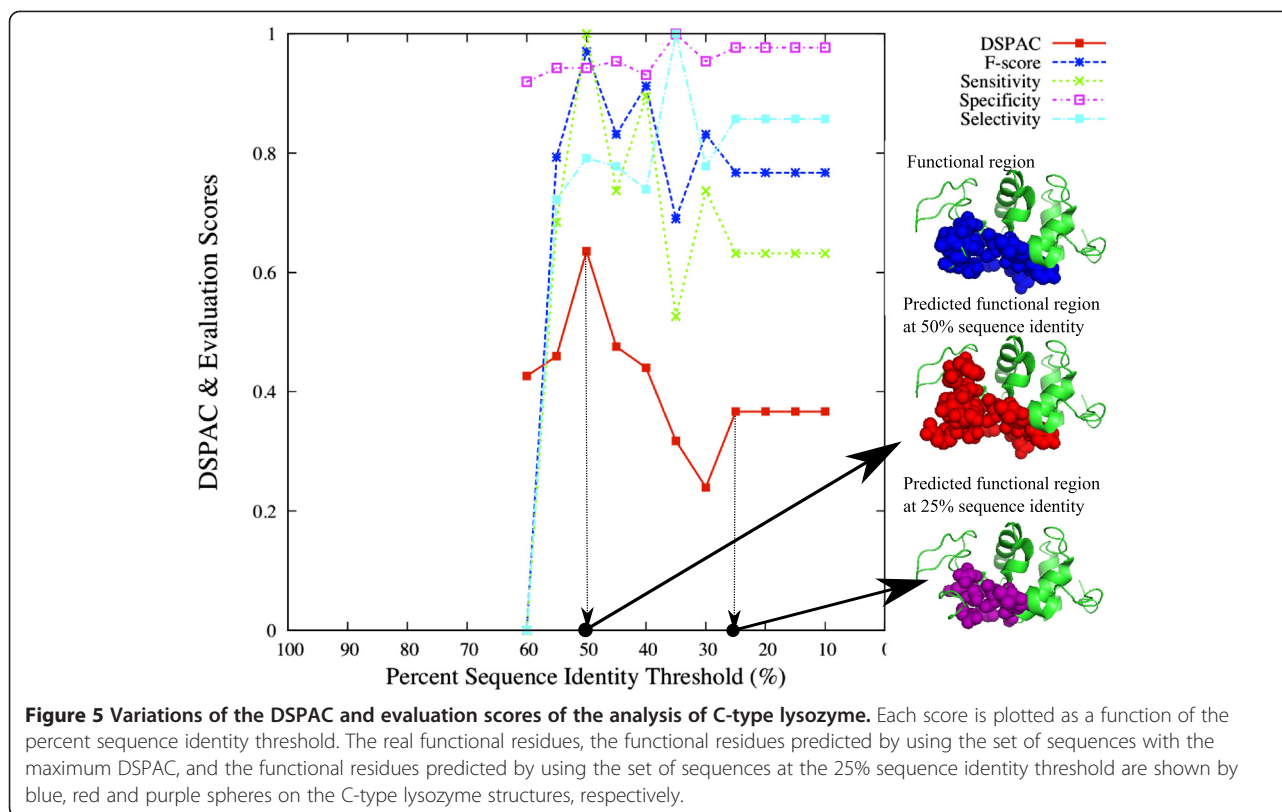 1
0.8
0.6
0.4
0.2
0
DSPAC & Evaluation Scores
100 90 80 70 60 50 40 30 20 10 0
Percent Sequence Identity Threshold (%)
DSPAC
F-score
Sensitivity
Specificity
Selectivity
Functional region
Predicted functional region
at 50% sequence identity
Predicted functional region
at 25% sequence identity
Figure 5 Variations of the DSPAC and evaluation scores of the analysis of C-type lysozyme. Each score is plotted as a function of the
percent sequence identity threshold. The real functional residues, the functional residues predicted by using the set of sequences with the
maximum DSPAC, and the functional residues predicted by using the set of sequences at the 25% sequence identity threshold are shown by
blue, red and purple spheres on the C-type lysozyme structures, respectively.